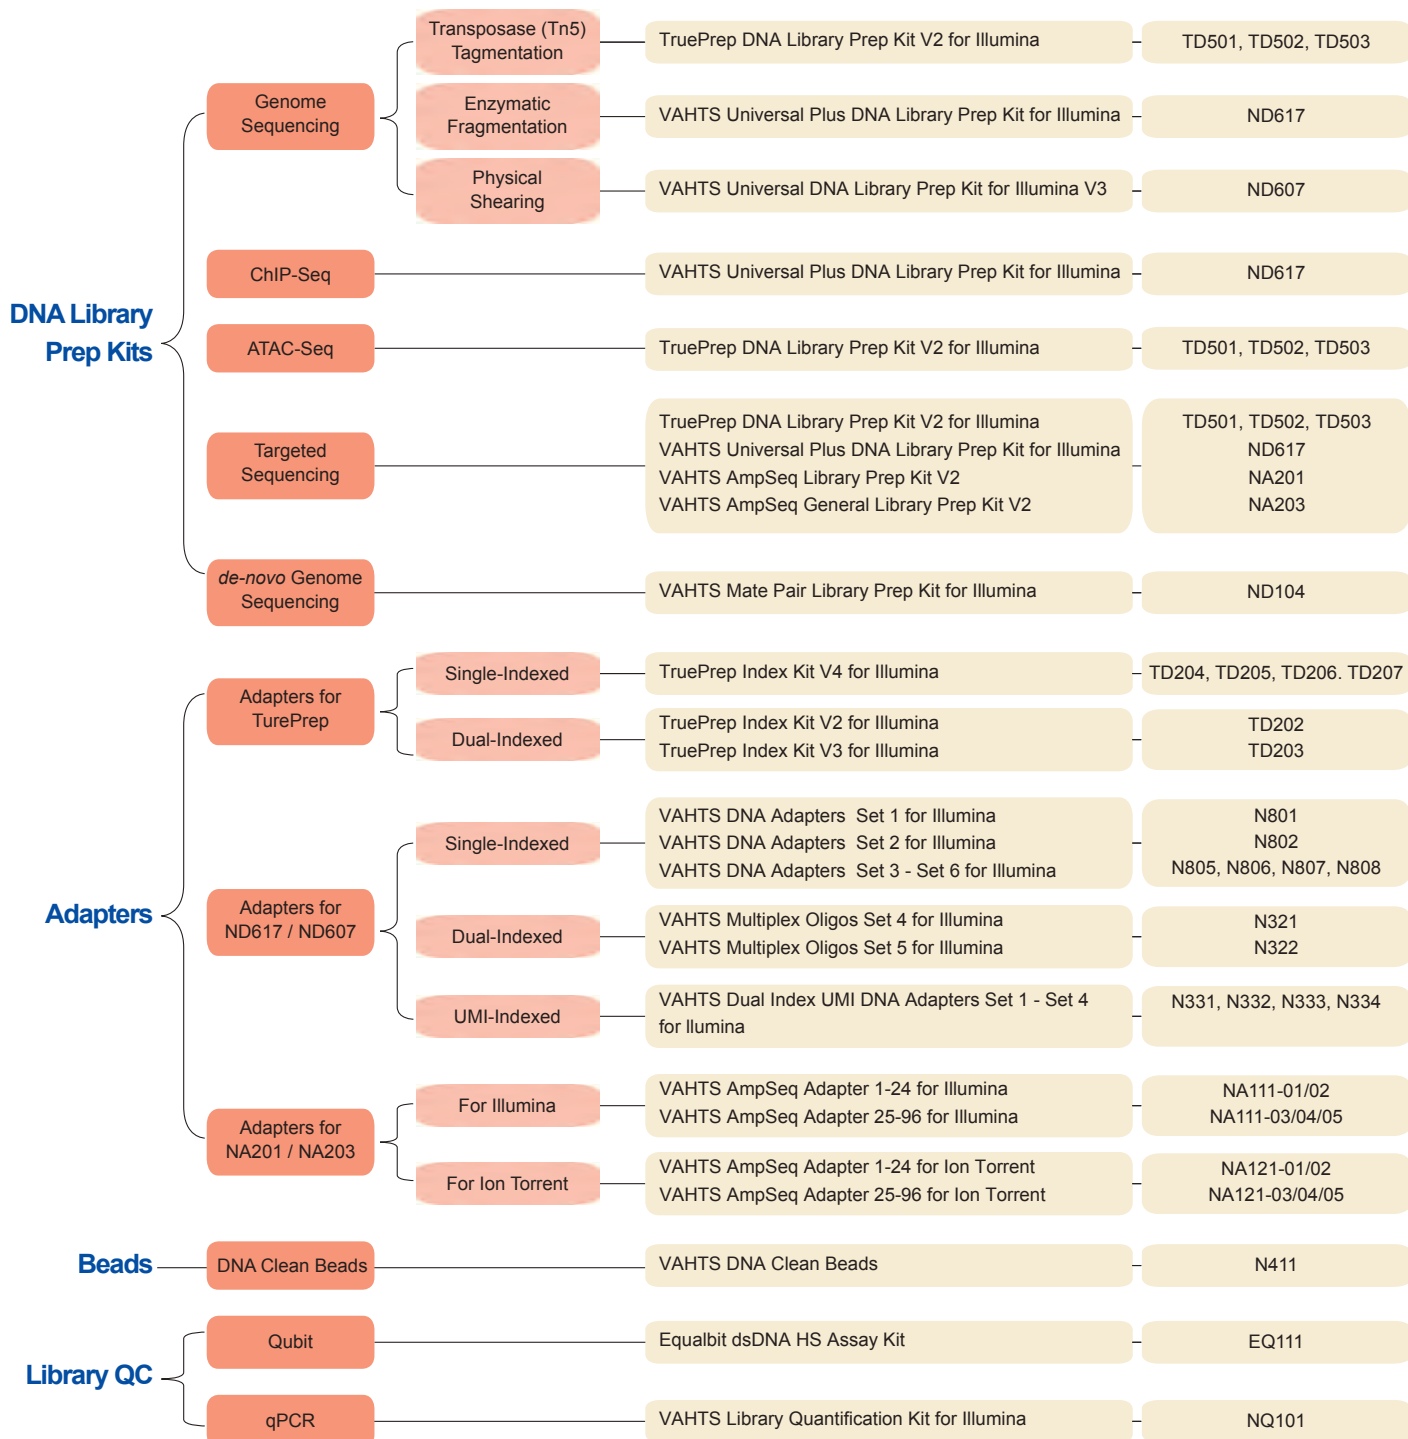 DNA Library
Prep Kits
Genome
Sequencing
Transposase (Tn5)
Tagmentation
TruePrep DNA Library Prep Kit V2 for Illumina
TD501, TD502, TD503
Enzymatic
Fragmentation
VAHTS Universal Plus DNA Library Prep Kit for Illumina
ND617
Physical
Shearing
VAHTS Universal DNA Library Prep Kit for Illumina V3
ND607
ChIP-Seq
VAHTS Universal Plus DNA Library Prep Kit for Illumina
ND617
ATAC-Seq
TruePrep DNA Library Prep Kit V2 for Illumina
TD501, TD502, TD503
Targeted
Sequencing
TruePrep DNA Library Prep Kit V2 for Illumina
TD501, TD502, TD503
VAHTS Universal Plus DNA Library Prep Kit for Illumina
ND617
VAHTS AmpSeq Library Prep Kit V2
NA201
VAHTS AmpSeq General Library Prep Kit V2
NA203
de-novo Genome
Sequencing
VAHTS Mate Pair Library Prep Kit for Illumina
ND104
Adapters
Adapters for
TurePrep
Single-Indexed
TruePrep Index Kit V4 for Illumina
TD204, TD205, TD206. TD207
Dual-Indexed
TruePrep Index Kit V2 for Illumina
TD202
TruePrep Index Kit V3 for Illumina
TD203
Adapters for
ND617 / ND607
Single-Indexed
VAHTS DNA Adapters Set 1 for Illumina
N801
VAHTS DNA Adapters Set 2 for Illumina
N802
VAHTS DNA Adapters Set 3 - Set 6 for Illumina
N805, N806, N807, N808
Dual-Indexed
VAHTS Multiplex Oligos Set 4 for Illumina
N321
VAHTS Multiplex Oligos Set 5 for Illumina
N322
UMI-Indexed
VAHTS Dual Index UMI DNA Adapters Set 1 - Set 4
for Ilumina
N331, N332, N333, N334
Adapters for
NA201 / NA203
For Illumina
VAHTS AmpSeq Adapter 1-24 for Illumina
NA111-01/02
VAHTS AmpSeq Adapter 25-96 for Illumina
NA111-03/04/05
For Ion Torrent
VAHTS AmpSeq Adapter 1-24 for Ion Torrent
NA121-01/02
VAHTS AmpSeq Adapter 25-96 for Ion Torrent
NA121-03/04/05
Beads
DNA Clean Beads
VAHTS DNA Clean Beads
N411
Library QC
Qubit
Equalbit dsDNA HS Assay Kit
EQ111
qPCR
VAHTS Library Quantification Kit for Illumina
NQ101